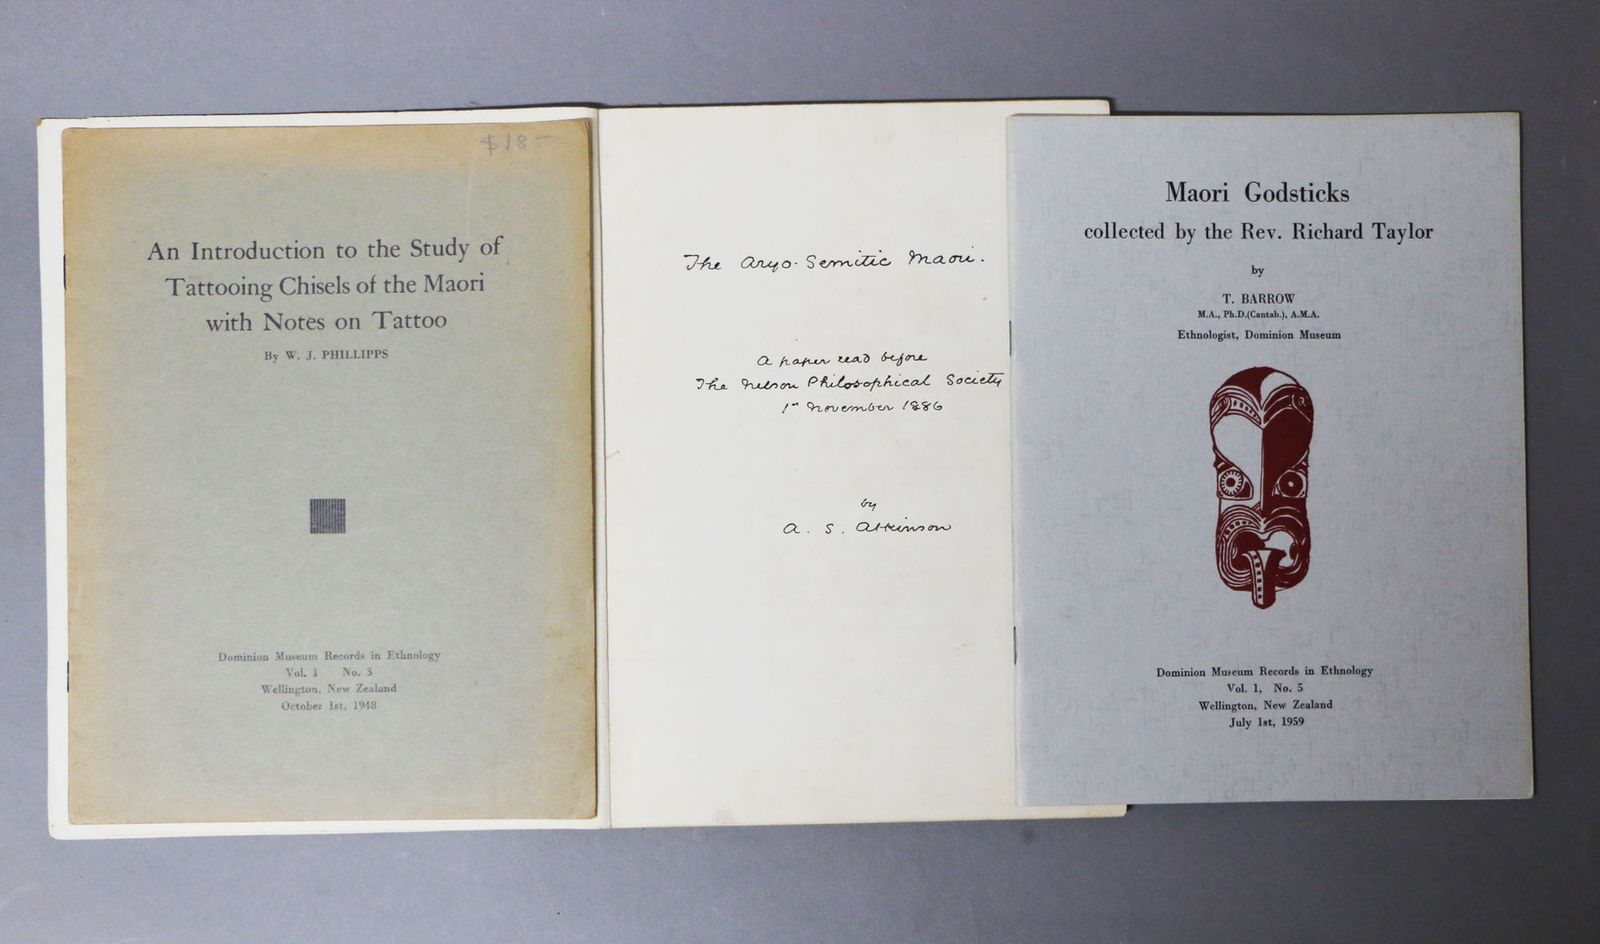 $18-
An Introduction to the Study of
Tattooing Chisels of the Maori
with Notes on Tattoo
By W. J. PHILLIPPS
Dominion Museum Records in Ethnology
Vol. 1 No. 3
Wellington, New Zealand
October 1st, 1948
The Aryo-Semitic Maori.
A paper read before
The Nelson Philosophical Society
1st November 1886
by
A. S. Atkinson
Maori Godsticks
collected by the Rev. Richard Taylor
by
T. BARROW
M.A., Ph.D.(Cantab.), A.M.A.
Ethnologist, Dominion Museum
Dominion Museum Records in Ethnology
Vol. 1, No. 5
Wellington, New Zealand
July 1st, 1959